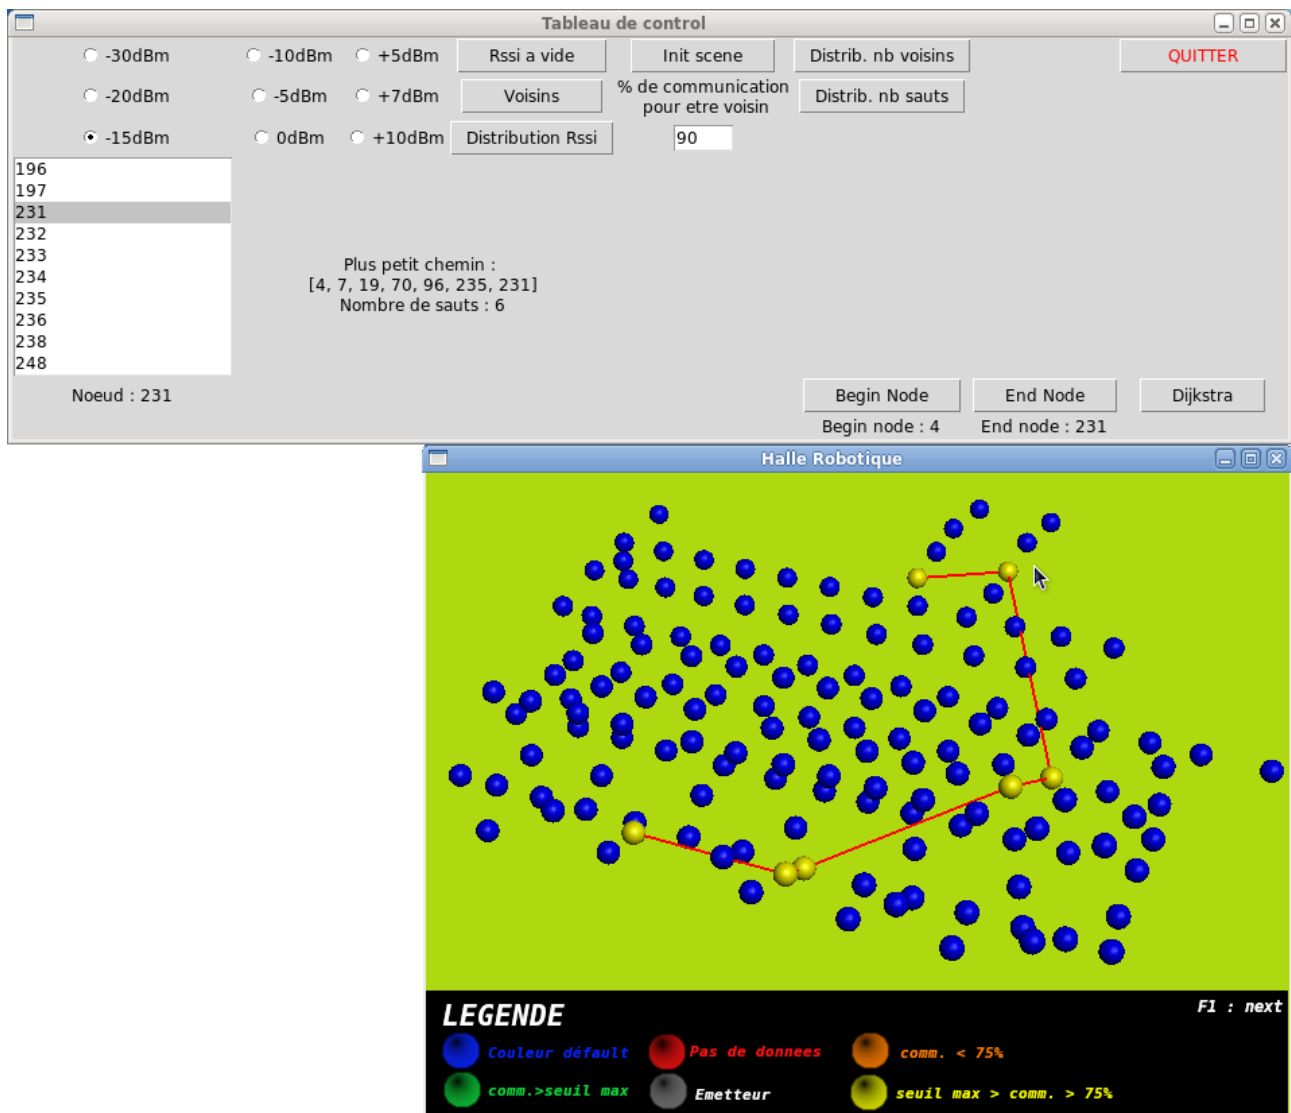 Tableau de control
-30dBm -10dBm +5dBm Rssi a vide Init scene Distrib. nb voisins QUITTER
-20dBm -5dBm +7dBm Voisins % de communication pour etre voisin Distrib. nb sauts
-15dBm 0dBm +10dBm Distribution Rssi 90
196
197
231
232
233
234
235
236
238
248
Plus petit chemin :
[4, 7, 19, 70, 96, 235, 231]
Nombre de sauts : 6
Noeud : 231
Begin Node End Node Dijkstra
Begin node : 4 End node : 231
Halle Robotique
LEGENDE
F1 : next
Couleur défault Pas de donnees comm. < 75%
comm.>seuil max Emetteur seuil max > comm. > 75%